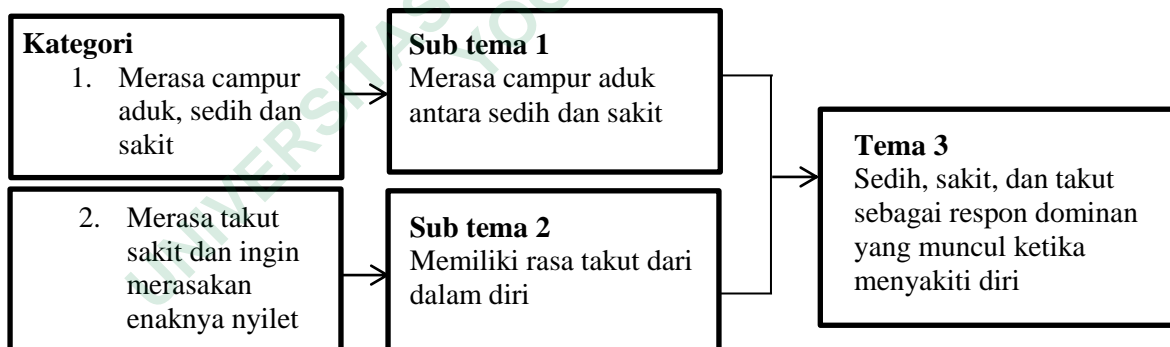 Kategori
1. Merasa campur
aduk, sedih dan
sakit
2. Merasa takut
sakit dan ingin
merasakan
enaknya nyilet
Sub tema 1
Merasa campur aduk
antara sedih dan sakit
Sub tema 2
Memiliki rasa takut dari
dalam diri
Tema 3
Sedih, sakit, dan takut
sebagai respon dominan
yang muncul ketika
menyakiti diri
UNIVERSITAS